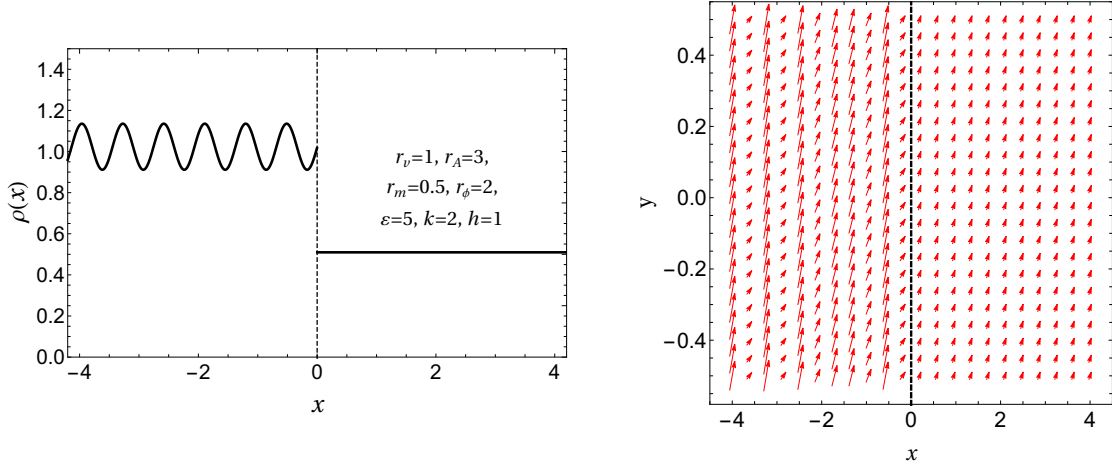 1.4
1.2
1.0
0.8
0.6
0.4
0.2
0.0
ρ(x)
r_v=1, r_A=3,
r_m=0.5, r_ϕ=2,
ε=5, k=2, h=1
−4 −2 0 2 4
x
0.4
0.2
0.0
−0.2
−0.4
y
−4 −2 0 2 4
x